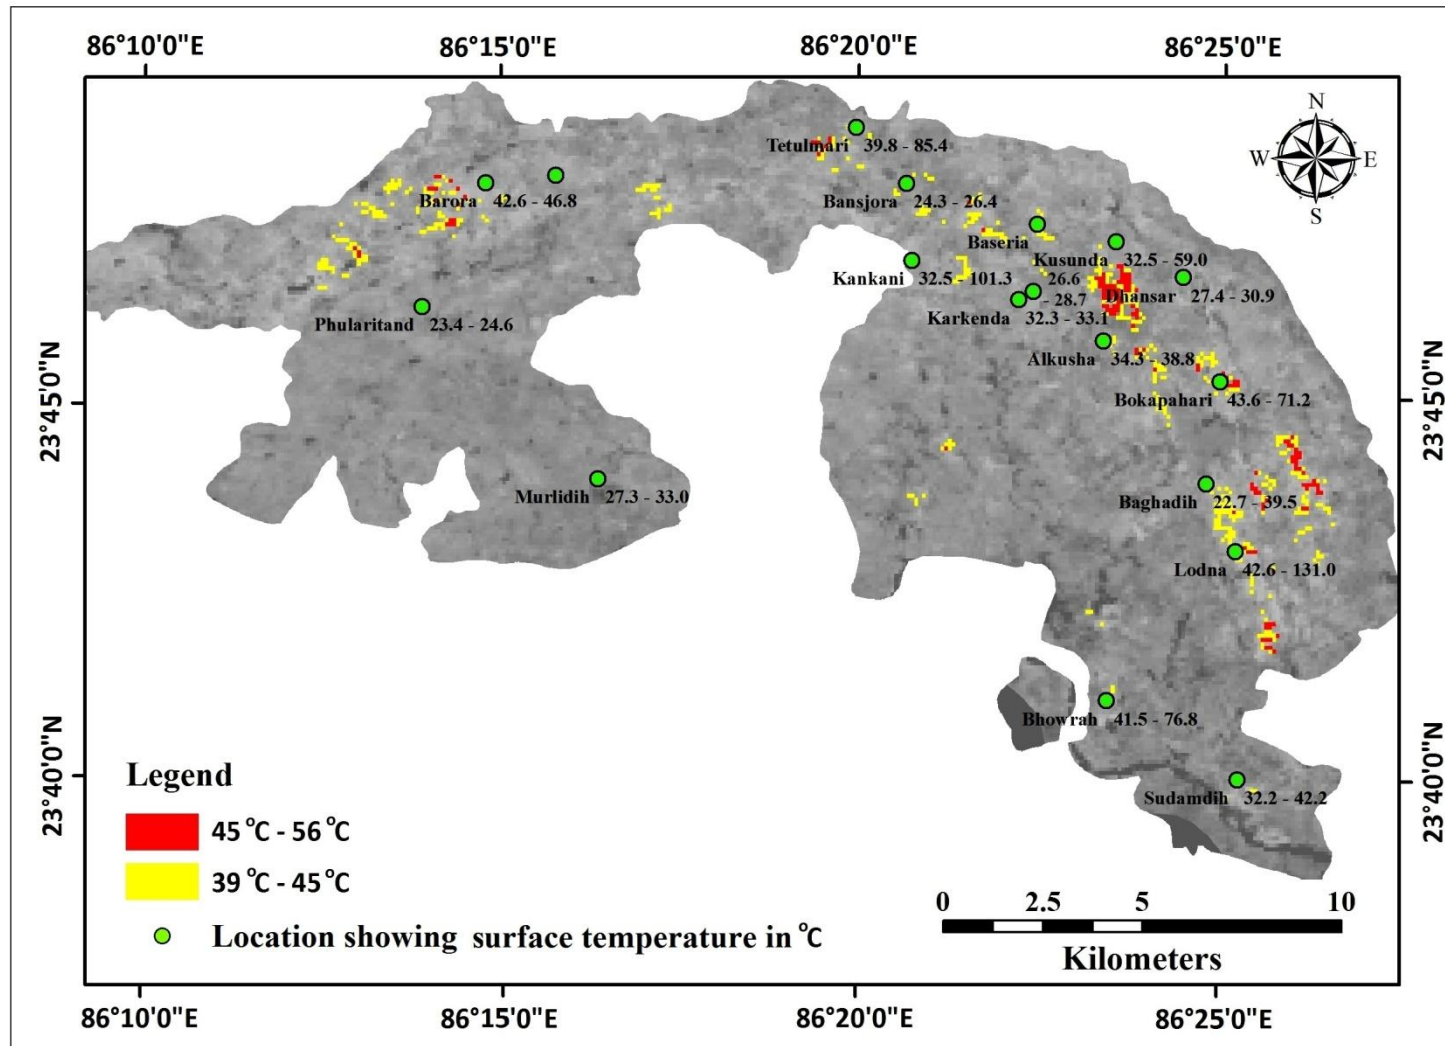 86°10'0"E 86°15'0"E 86°20'0"E 86°25'0"E
N
W E
S
Tetulmari 39.8 - 85.4
Barora 42.6 - 46.8
Bansjora 24.3 - 26.4
Baseria
Kusunda 32.5 - 59.0
Kankani 32.5 - 101.3
26.6
- 28.7
Dhansar 27.4 - 30.9
Karkenda 32.3 - 33.1
Phularitand 23.4 - 24.6
Alkusha 34.3 - 38.8
Bokapahari 43.6 - 71.2
23°45'0"N
23°45'0"N
Murlidih 27.3 - 33.0
Baghadih 22.7 - 39.5
Lodna 42.6 - 131.0
Bhowrah 41.5 - 76.8
Sudamdih 32.2 - 42.2
23°40'0"N
23°40'0"N
Legend
45 °C - 56 °C
39 °C - 45 °C
Location showing surface temperature in °C
0 2.5 5 10
Kilometers
86°10'0"E 86°15'0"E 86°20'0"E 86°25'0"E